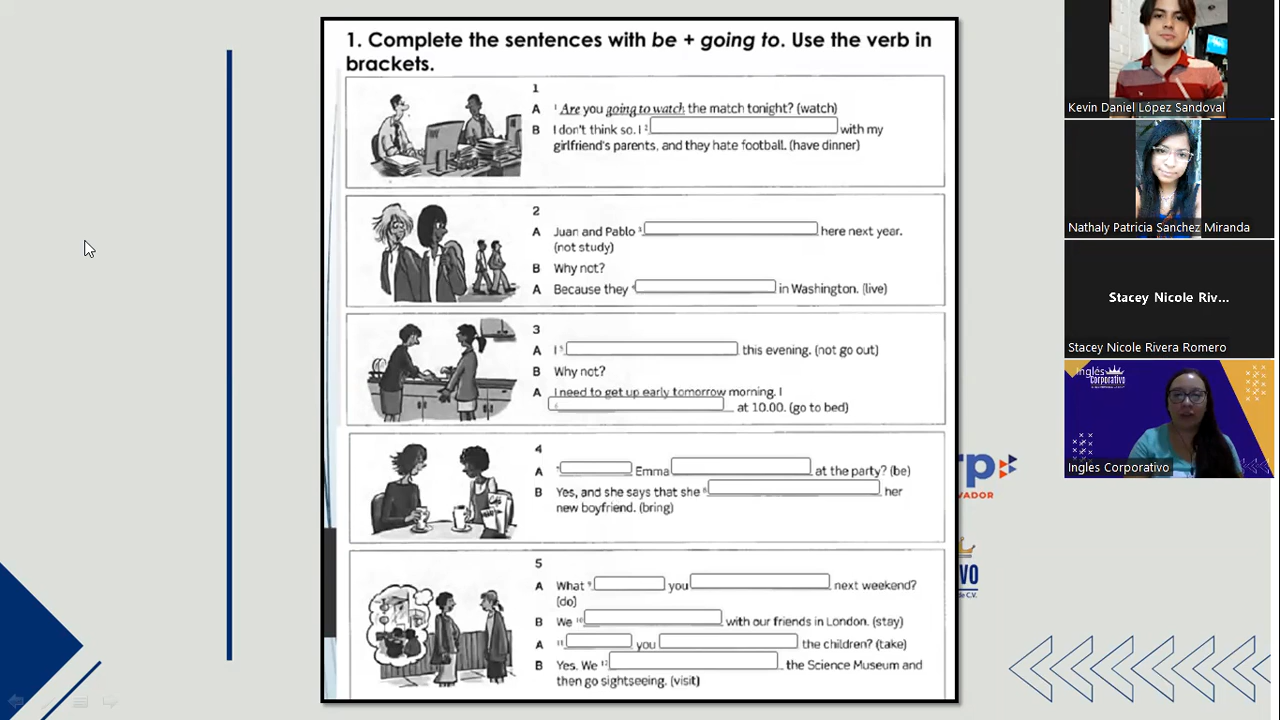 1. Complete the sentences with be + going to. Use the verb in
brackets.
1
A 1 Are you going to watch the match tonight? (watch)
B I don't think so. I 2 with my
girlfriend's parents, and they hate football. (have dinner)
2
A Juan and Pablo 3 here next year.
(not study)
B Why not?
A Because they 4 in Washington. (live)
3
A I 5 this evening. (not go out)
B Why not?
A I need to get up early tomorrow morning. I
6 at 10.00. (go to bed)
4
A 7 Emma at the party? (be)
B Yes, and she says that she 8 her
new boyfriend. (bring)
5
A What 9 you next weekend?
(do)
B We 10 with our friends in London. (stay)
A 11 you the children? (take)
B Yes. We 12 the Science Museum and
then go sightseeing. (visit)
Kevin Daniel López Sandoval
Nathaly Patricia Sanchez Miranda
Stacey Nicole Riv...
Stacey Nicole Rivera Romero
Inglés
Corporativo
Ingles Corporativo
rp
VADOR
VO
de C.V.